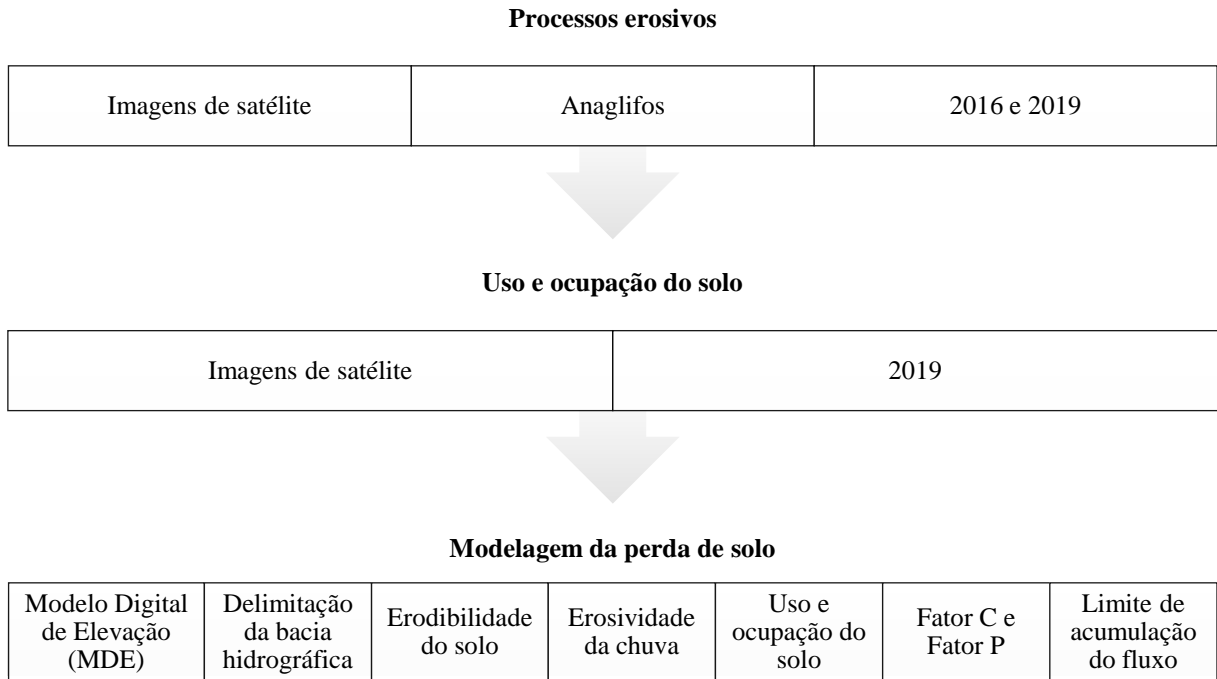 Processos erosivos
Imagens de satélite
Anaglifos
2016 e 2019
Uso e ocupação do solo
Imagens de satélite
2019
Modelagem da perda de solo
Modelo Digital
de Elevação
(MDE)
Delimitação
da bacia
hidrográfica
Erodibilidade
do solo
Erosividade
da chuva
Uso e
ocupação do
solo
Fator C e
Fator P
Limite de
acumulação
do fluxo